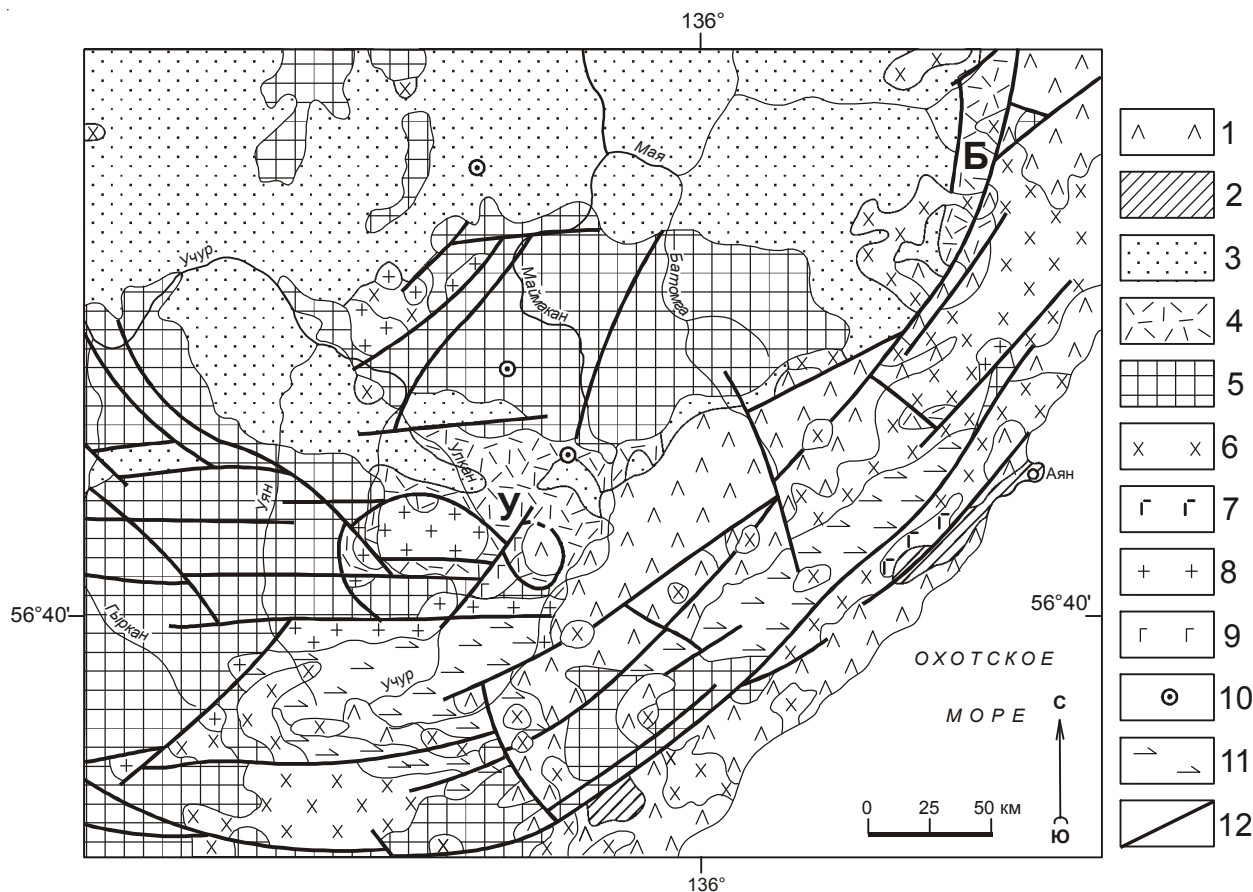 136°
1
2
3
4
5
6
7
8
9
10
11
12
Б
Мая
Учур
Маймакан
Батомга
Улкан
У
Уян
Аян
56°40'
56°40'
Гыркан
Учур
ОХОТСКОЕ
МОРЕ
С
Ю
0 25 50 км
136°